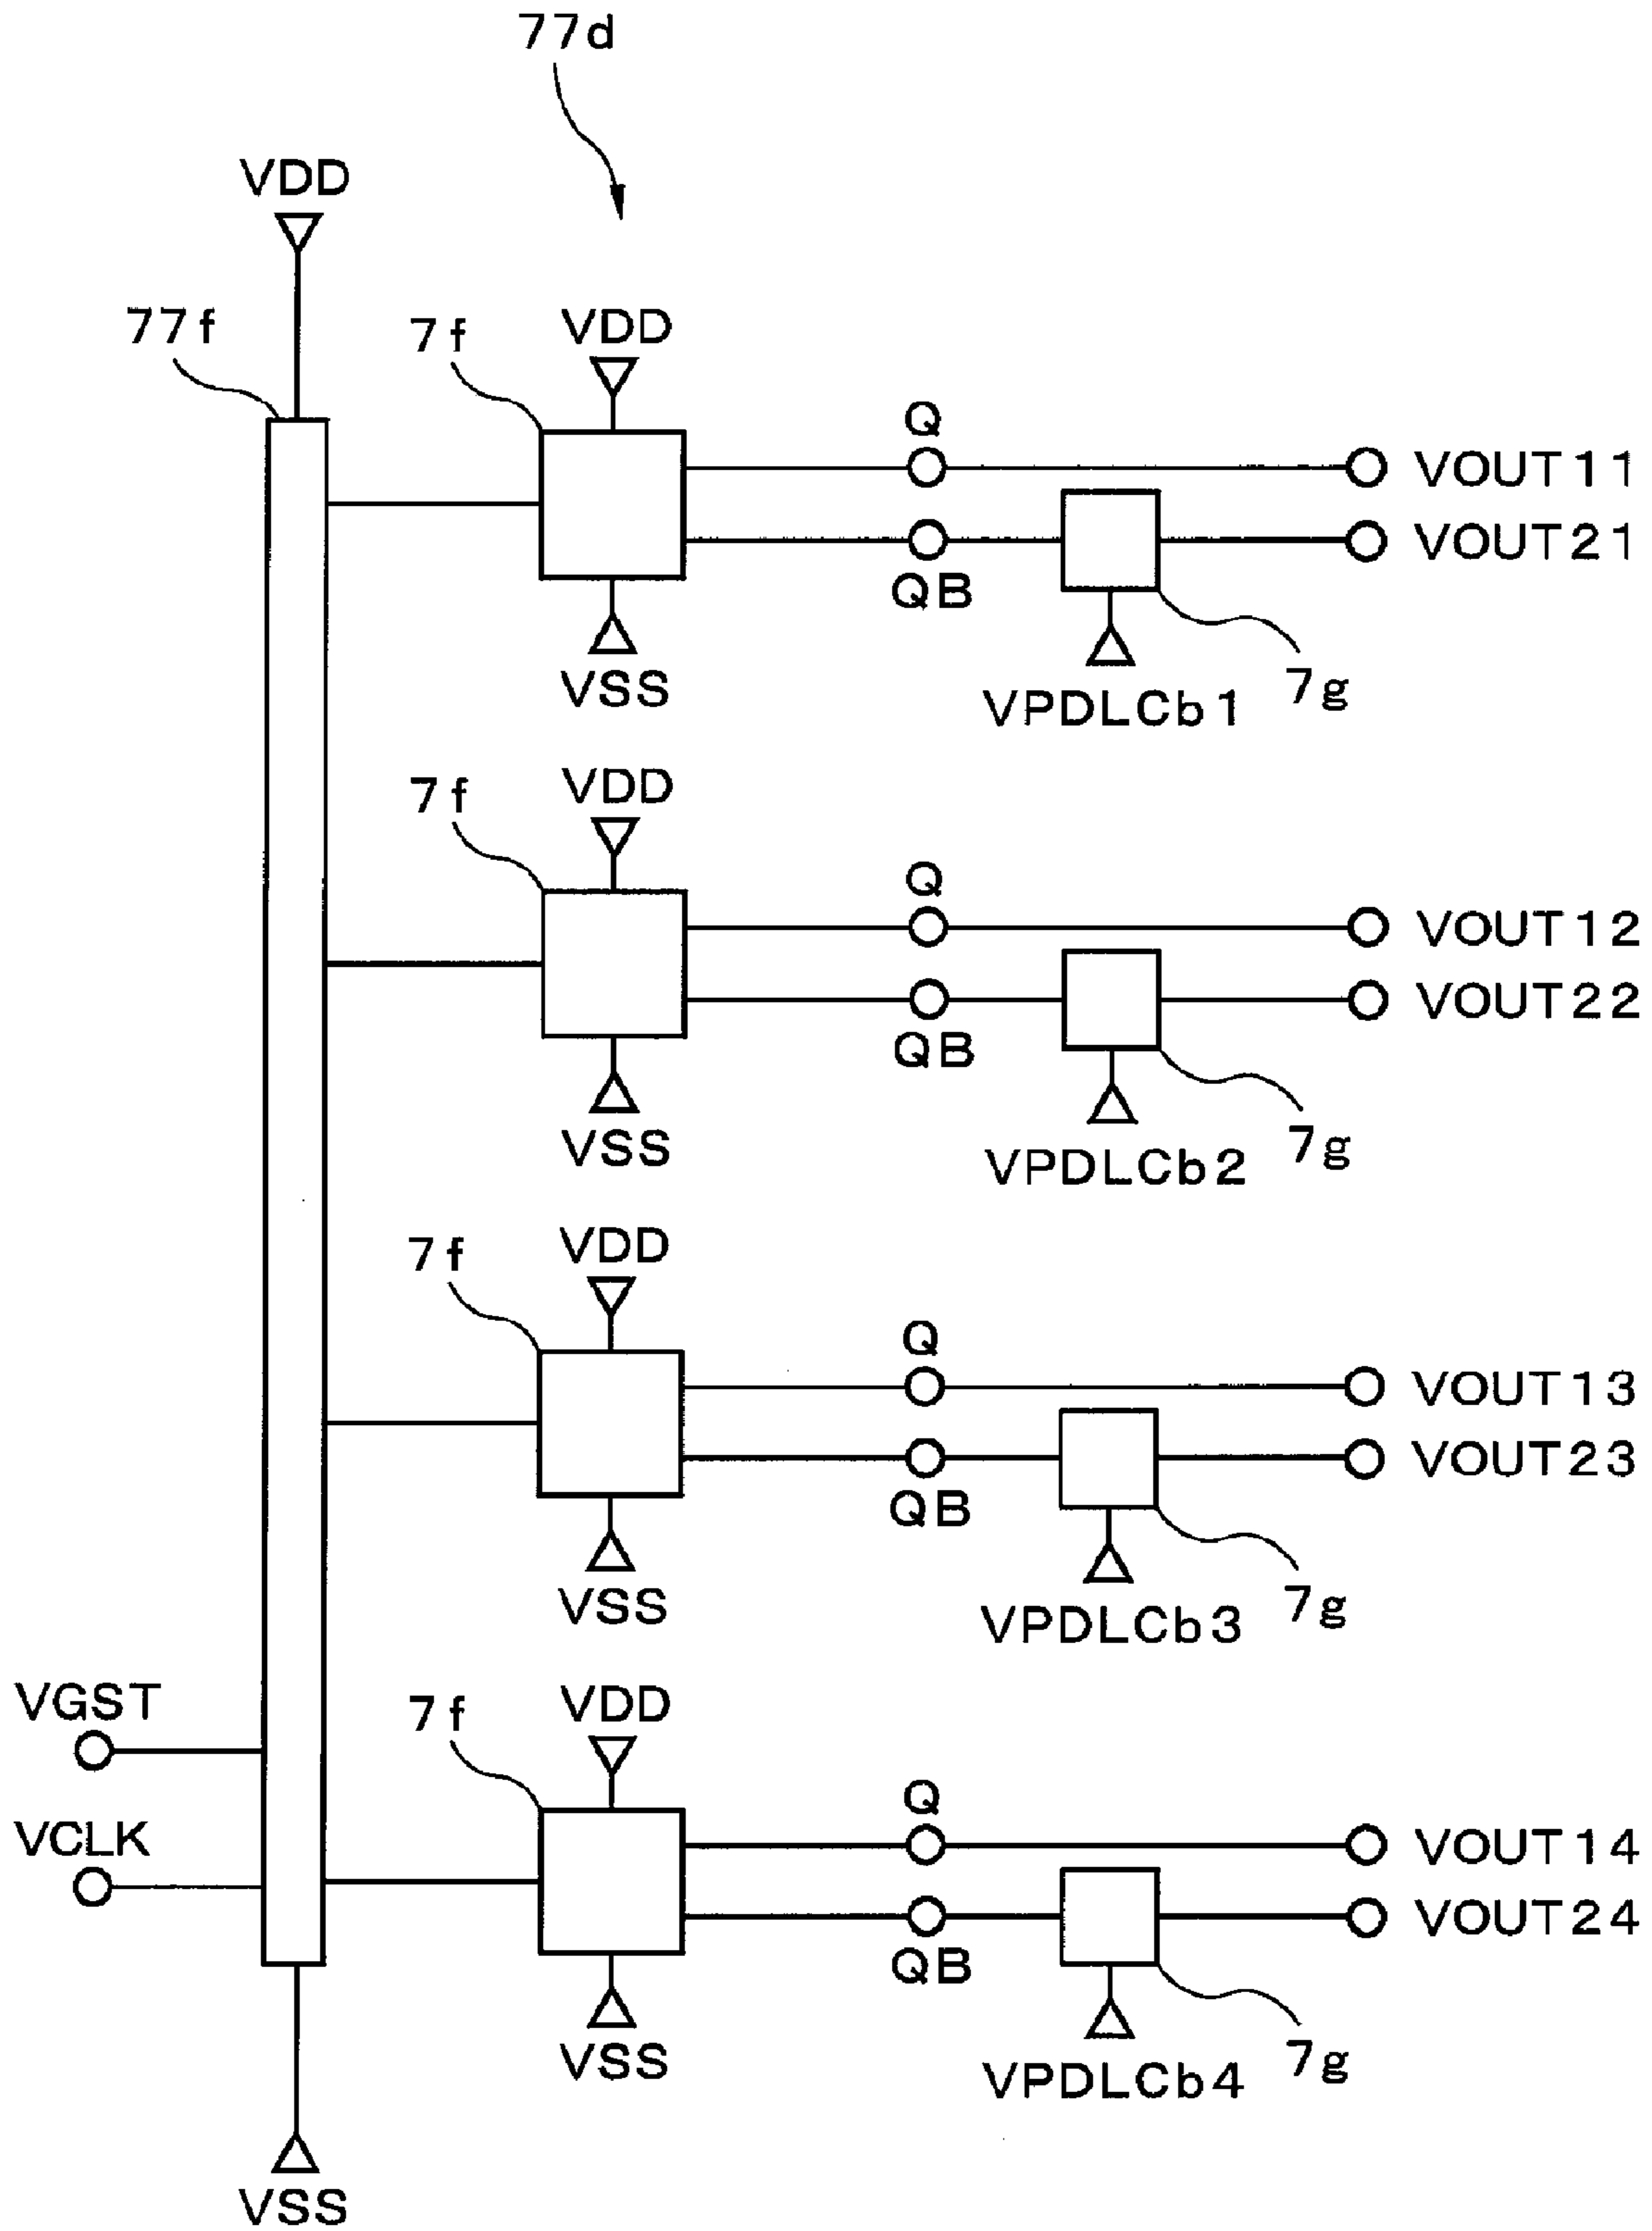 77d
VDD
77f
7f
VDD
Q
VOUT11
VOUT21
QB
VSS
VPDLCb1
7g
7f
VDD
Q
VOUT12
VOUT22
QB
VSS
VPDLCb2
7g
7f
VDD
Q
VOUT13
VOUT23
QB
VSS
VPDLCb3
7g
VGST
7f
VDD
Q
VCLK
VOUT14
VOUT24
QB
VSS
VPDLCb4
7g
VSS